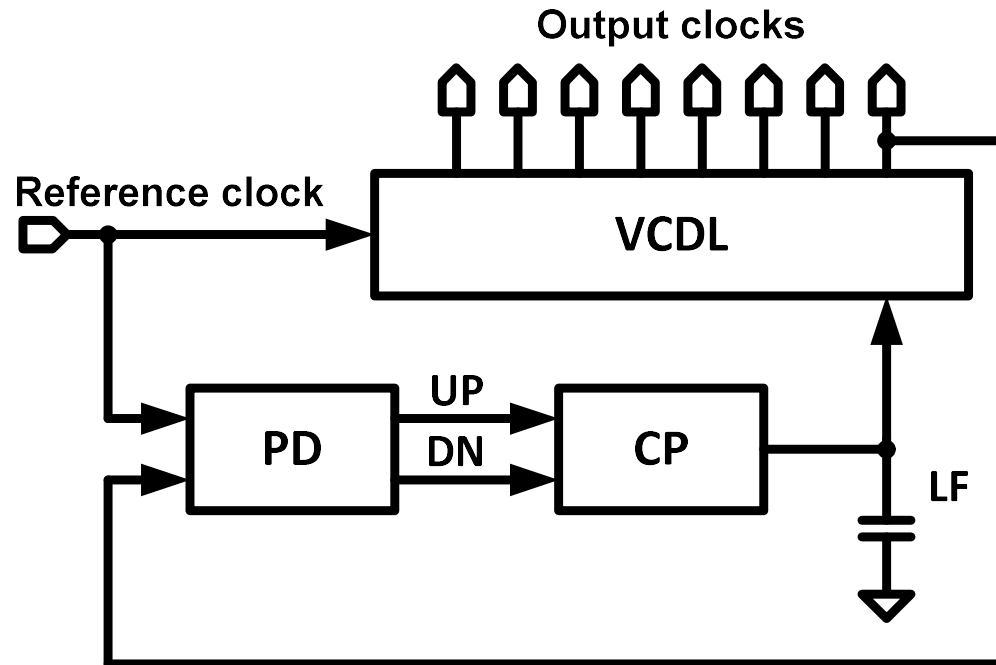 Output clocks
Reference clock
VCDL
UP
PD
DN
CP
LF